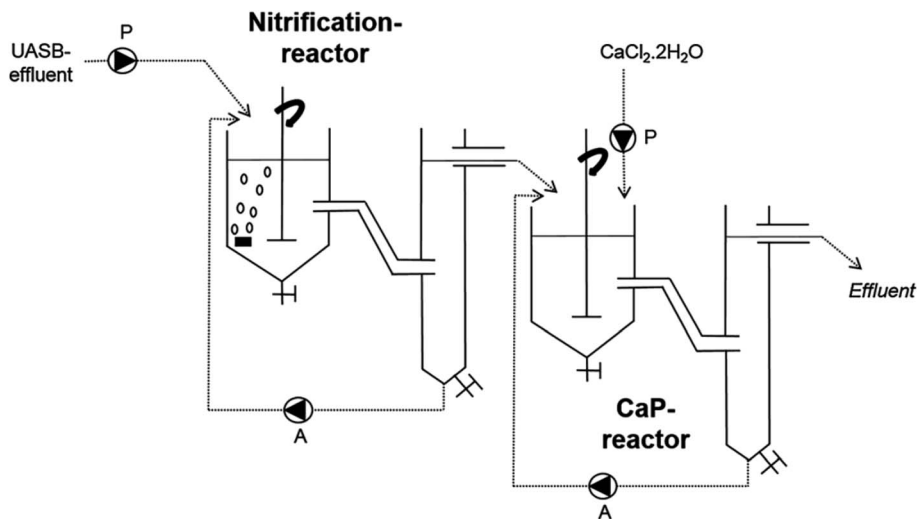 Nitrification-
reactor
UASB-
effluent
P
CaCl₂.2H₂O
P
Effluent
A
CaP-
reactor
A